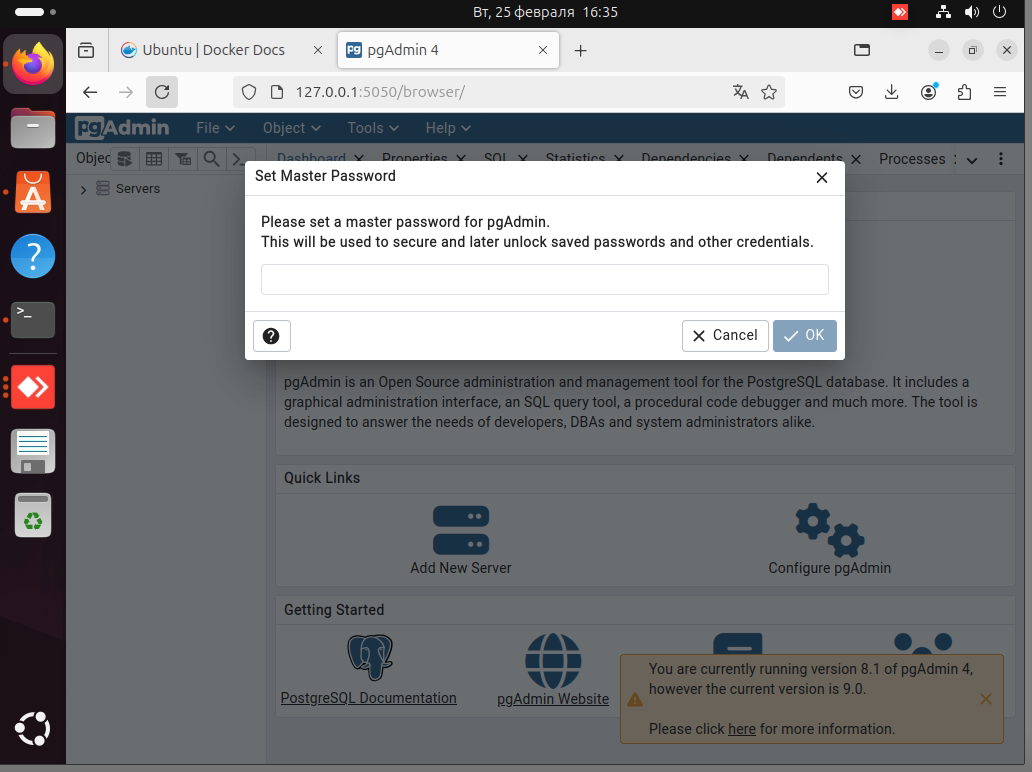 Вт, 25 февраля 16:35
Ubuntu | Docker Docs
pgAdmin 4
127.0.0.1:5050/browser/
pgAdmin
File
Object
Tools
Help
Objec
Dashboard
Properties
SQL
Statistics
Dependencies
Dependents
Processes
Servers
Set Master Password
Please set a master password for pgAdmin.
This will be used to secure and later unlock saved passwords and other credentials.
Cancel
OK
pgAdmin is an Open Source administration and management tool for the PostgreSQL database. It includes a
graphical administration interface, an SQL query tool, a procedural code debugger and much more. The tool is
designed to answer the needs of developers, DBAs and system administrators alike.
Quick Links
Add New Server
Configure pgAdmin
Getting Started
PostgreSQL Documentation
pgAdmin Website
You are currently running version 8.1 of pgAdmin 4,
however the current version is 9.0.
Please click here for more information.